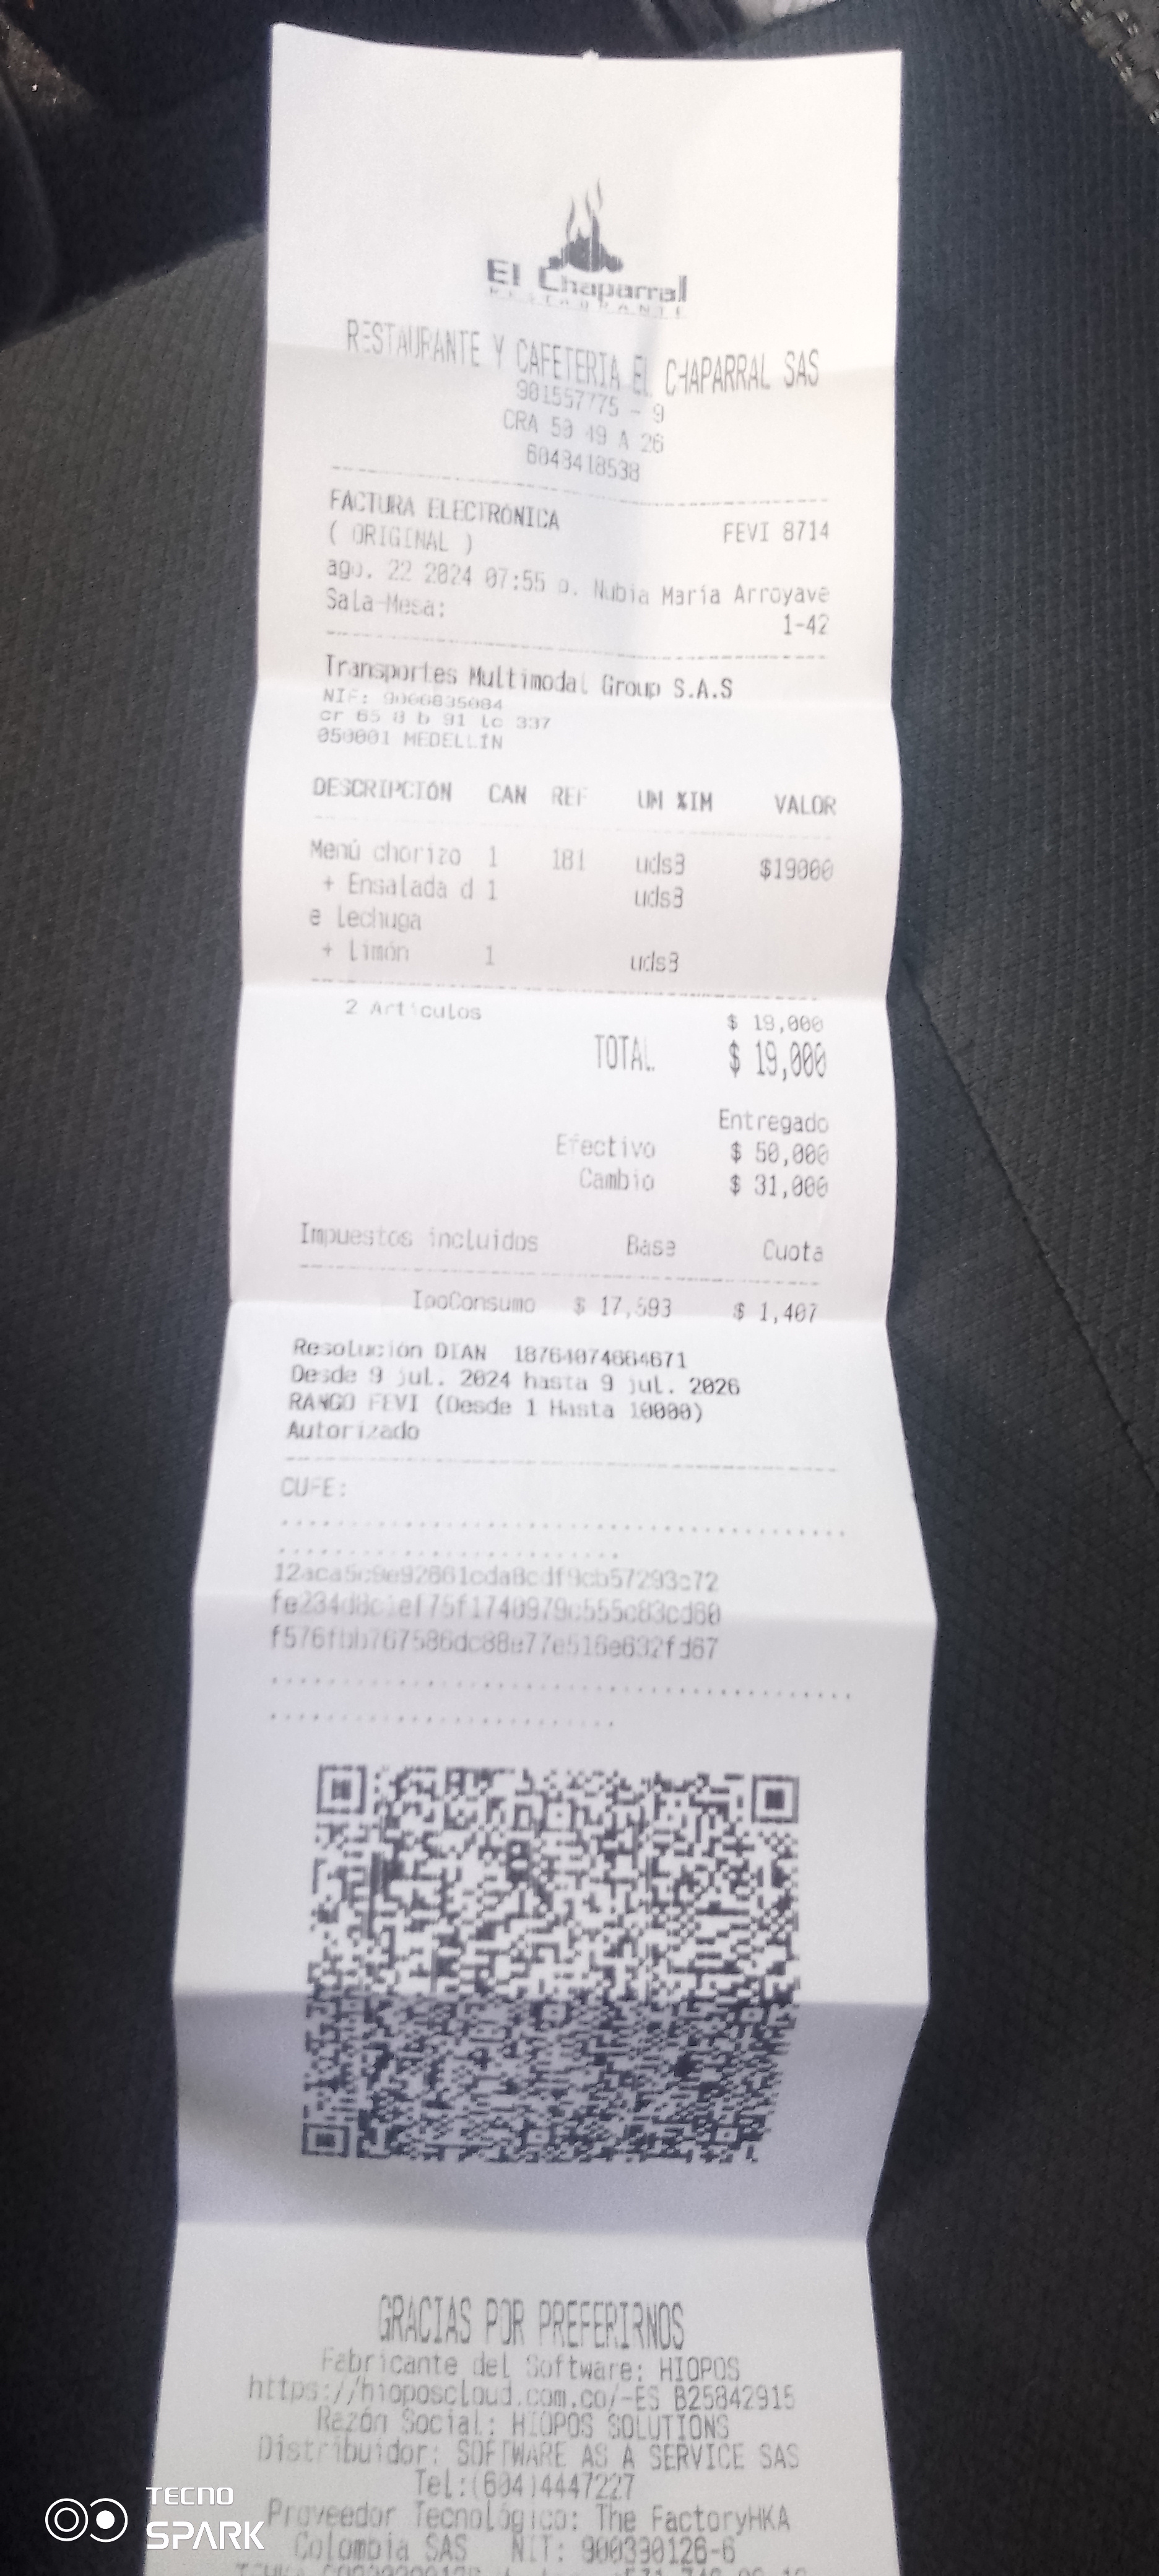 El Chaparral
RESTAURANTE
RESTAURANTE Y CAFETERIA EL CHAPARRAL SAS
901557775 - 9
CRA 50 49 A 26
6043418538
FACTURA ELECTRÓNICA FEVI 8714
( ORIGINAL )
ago. 22 2024 07:55 p. Nubia María Arroyave
Sala-Mesa: 1-42
Transportes Multimodal Group S.A.S
NIF: 9006835084
cr 65 8 b 91 lc 337
050001 MEDELLÍN
DESCRIPCIÓN CAN REF UM %IM VALOR
Menú chorizo 1 181 uds8 $19000
+ Ensalada d 1 uds8
e Lechuga
+ Limón 1 uds8
2 Artículos $ 19,000
TOTAL $ 19,000
Entregado
Efectivo $ 50,000
Cambio $ 31,000
Impuestos incluidos Base Cuota
IpoConsumo $ 17,593 $ 1,407
Resolución DIAN 18764074664671
Desde 9 jul. 2024 hasta 9 jul. 2026
RANGO FEVI (Desde 1 Hasta 10000)
Autorizado
CUFE:
GRACIAS POR PREFERIRNOS
Fabricante del Software: HIOPOS
https://hioposcloud.com.co/-ES B25842915
Razón Social: HIOPOS SOLUTIONS
Distribuidor: SOFTWARE AS A SERVICE SAS
Tel:(604)4447227
Proveedor Tecnológico: The FactoryHKA
Colombia SAS NIT: 900390126-6
TECNO
SPARK